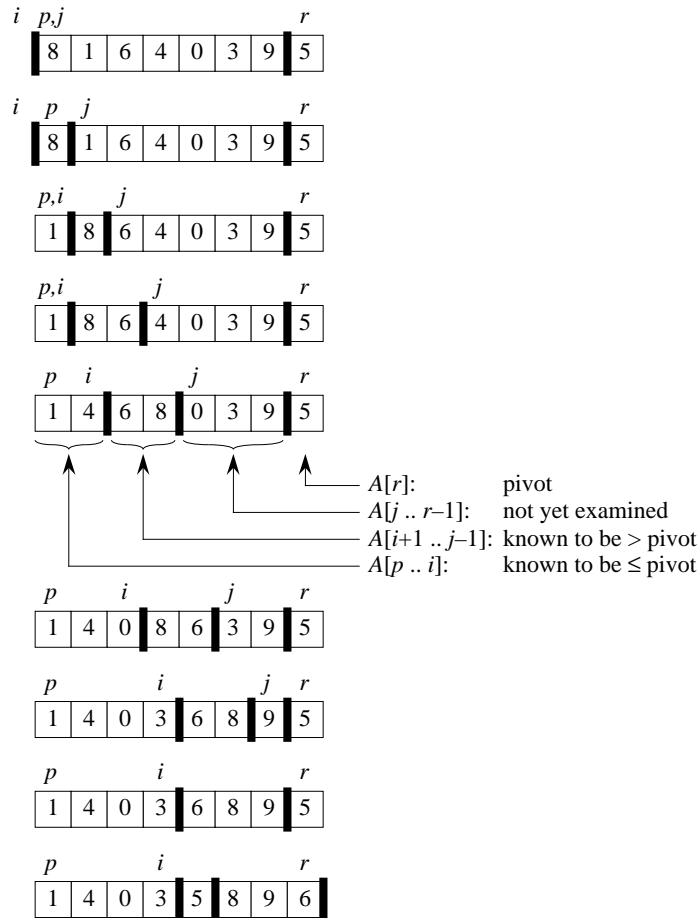 i p,j r
8 1 6 4 0 3 9 5
i p j r
8 1 6 4 0 3 9 5
p,i j r
1 8 6 4 0 3 9 5
p,i j r
1 8 6 4 0 3 9 5
p i j r
1 4 6 8 0 3 9 5
A[r]: pivot
A[j .. r–1]: not yet examined
A[i+1 .. j–1]: known to be > pivot
A[p .. i]: known to be ≤ pivot
p i j r
1 4 0 8 6 3 9 5
p i j r
1 4 0 3 6 8 9 5
p i r
1 4 0 3 6 8 9 5
p i r
1 4 0 3 5 8 9 6